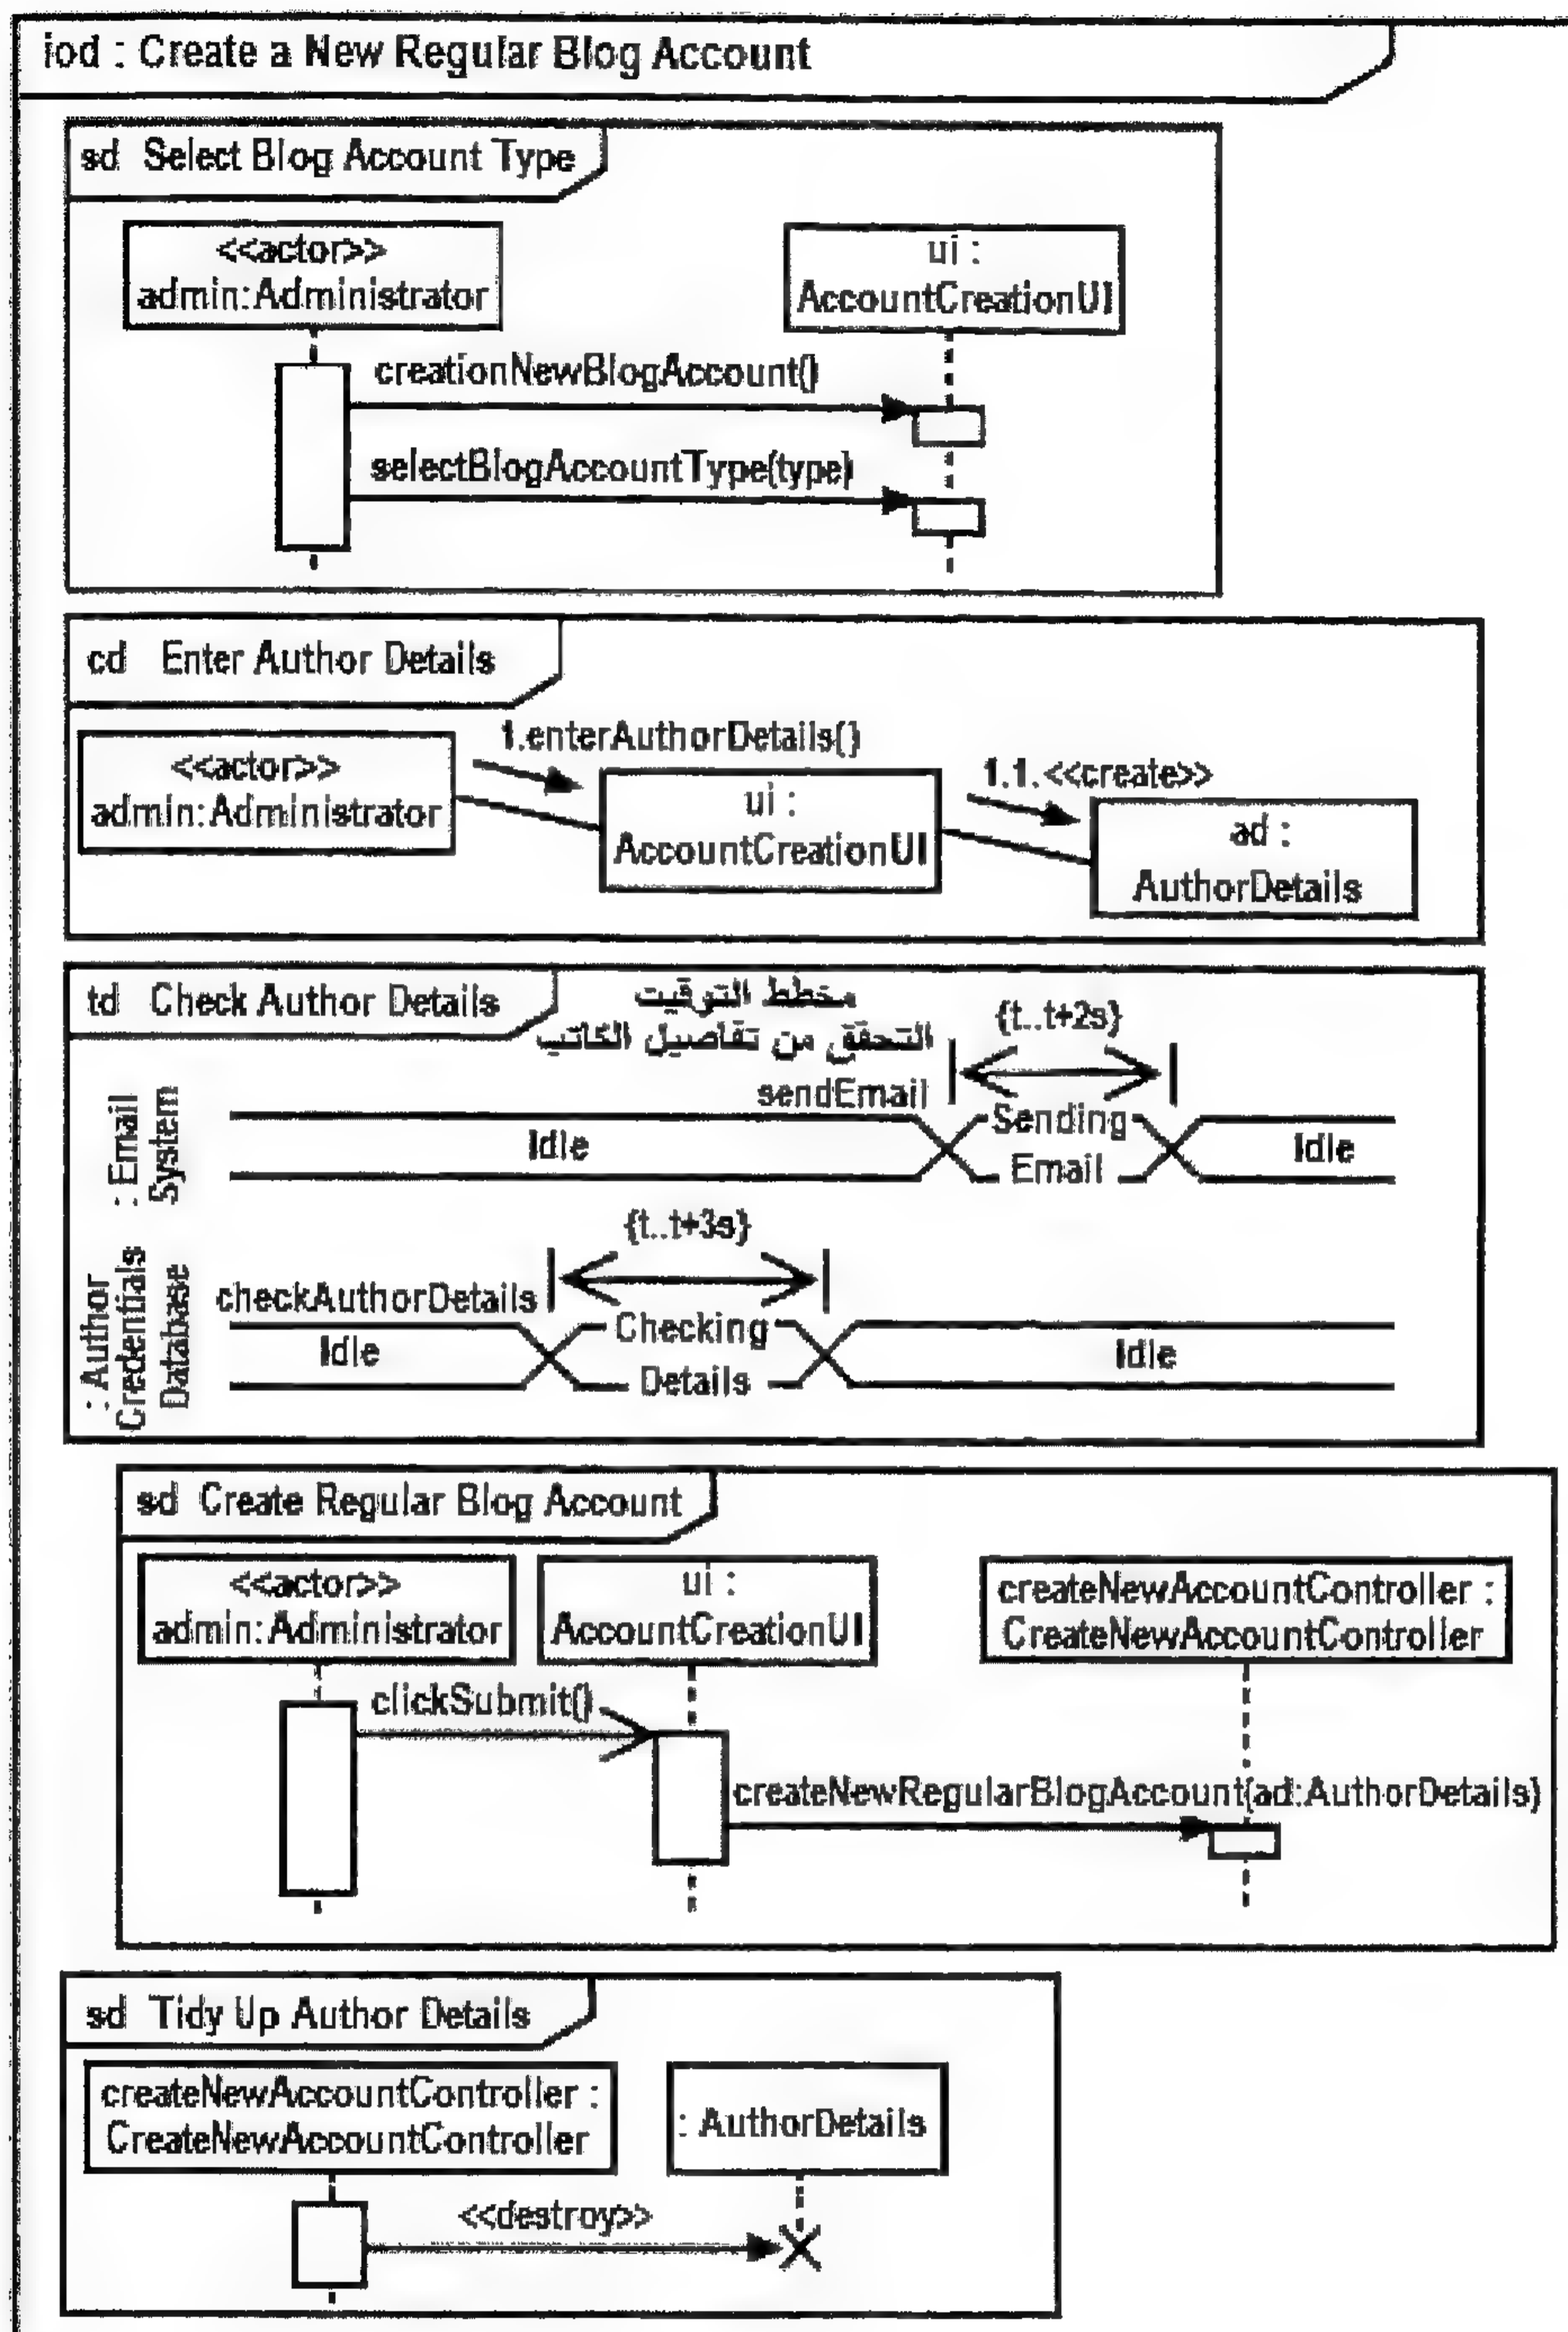 iod : Create a New Regular Blog Account
sd Select Blog Account Type
<<actor>>
admin:Administrator
ui :
AccountCreationUI
creationNewBlogAccount()
selectBlogAccountType(type)
cd Enter Author Details
<<actor>>
admin:Administrator
1.enterAuthorDetails()
ui :
AccountCreationUI
1.1.<<create>>
ad :
AuthorDetails
td Check Author Details
مخطط التوقيت
التحقق من تفاصيل الكاتب
{t..t+2s}
: Email
System
sendEmail
Idle
Sending
Email
Idle
{t..t+3s}
: Author
Credentials
Database
checkAuthorDetails
Idle
Checking
Details
Idle
sd Create Regular Blog Account
<<actor>>
admin:Administrator
ui :
AccountCreationUI
createNewAccountController :
CreateNewAccountController
clickSubmit()
createNewRegularBlogAccount(ad:AuthorDetails)
sd Tidy Up Author Details
createNewAccountController :
CreateNewAccountController
: AuthorDetails
<<destroy>>